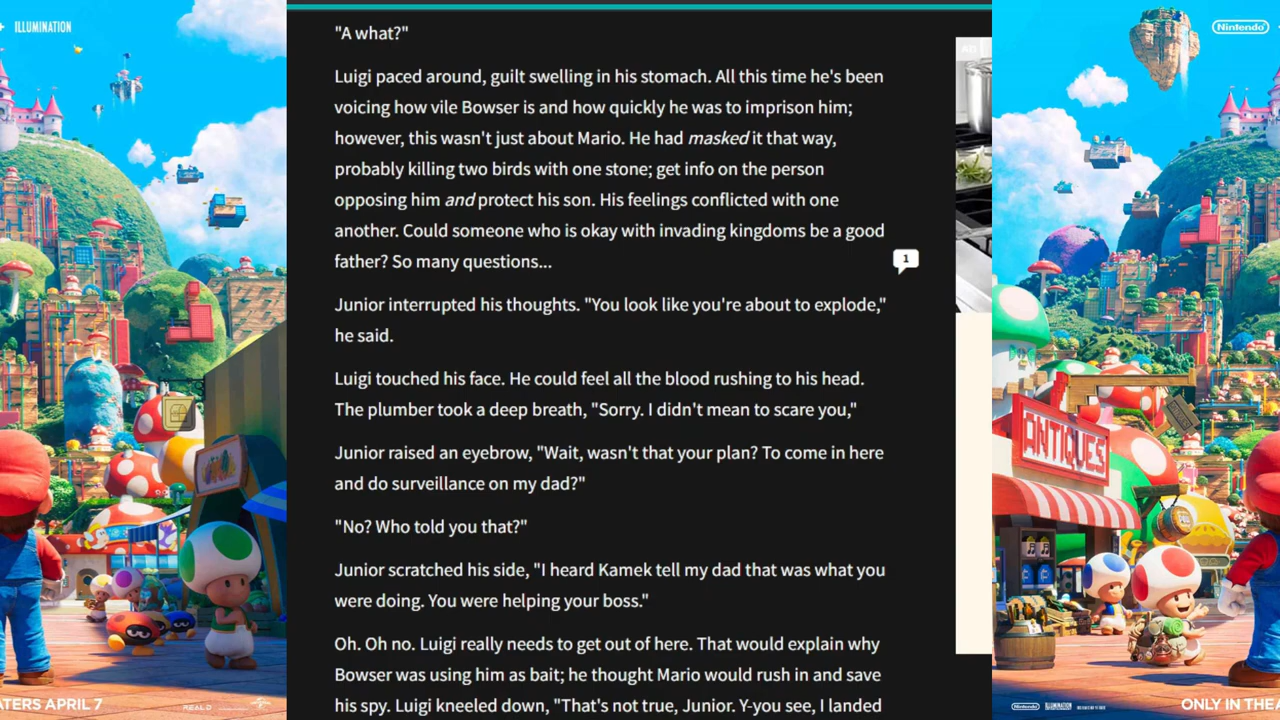 ILLUMINATION
"A what?"
Luigi paced around, guilt swelling in his stomach. All this time he's been
voicing how vile Bowser is and how quickly he was to imprison him;
however, this wasn't just about Mario. He had masked it that way,
probably killing two birds with one stone; get info on the person
opposing him and protect his son. His feelings conflicted with one
another. Could someone who is okay with invading kingdoms be a good
father? So many questions...
1
Junior interrupted his thoughts. "You look like you're about to explode,"
he said.
Luigi touched his face. He could feel all the blood rushing to his head.
The plumber took a deep breath, "Sorry. I didn't mean to scare you,"
Junior raised an eyebrow, "Wait, wasn't that your plan? To come in here
and do surveillance on my dad?"
"No? Who told you that?"
Junior scratched his side, "I heard Kamek tell my dad that was what you
were doing. You were helping your boss."
Oh. Oh no. Luigi really needs to get out of here. That would explain why
Bowser was using him as bait; he thought Mario would rush in and save
his spy. Luigi kneeled down, "That's not true, Junior. Y-you see, I landed
ATERS APRIL 7
REALD
AD
Nintendo
ANTIQUES
Nintendo
ILLUMINATION
ONLY IN THEA